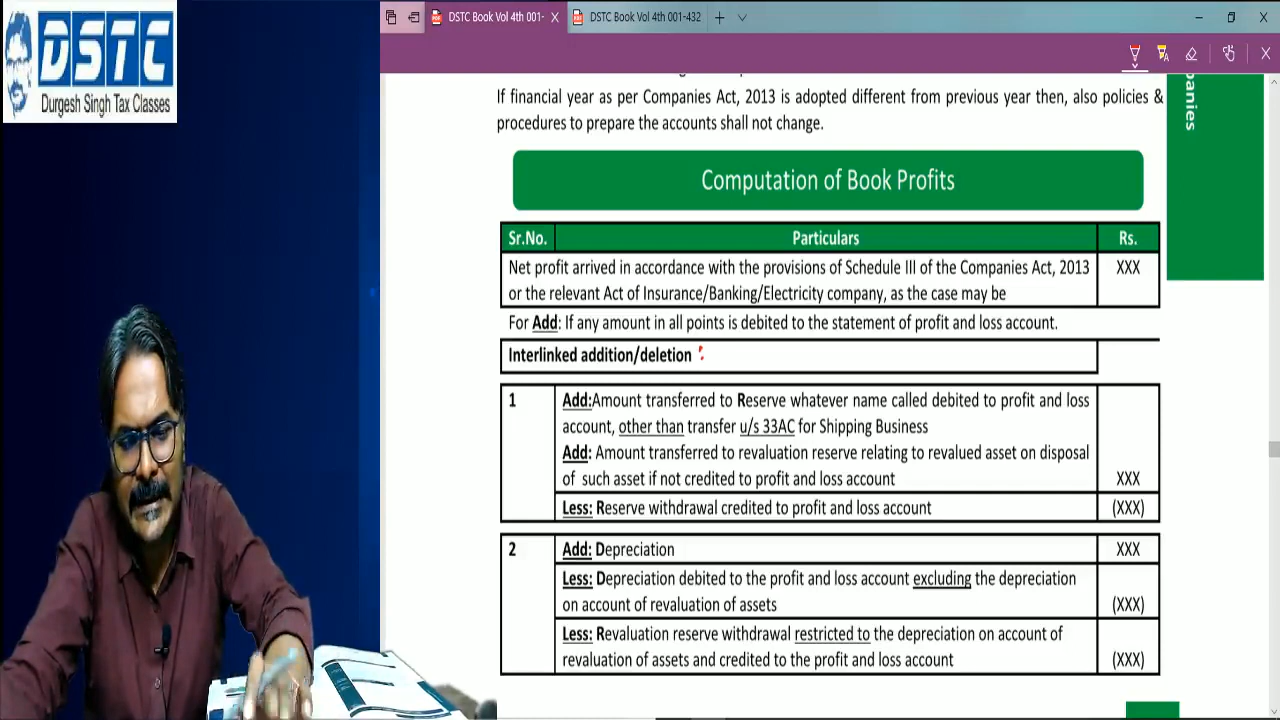 DSTC Book Vol 4th 001-
DSTC Book Vol 4th 001-432
DSTC
Durgesh Singh Tax Classes
panies
If financial year as per Companies Act, 2013 is adopted different from previous year then, also policies &
procedures to prepare the accounts shall not change.
Computation of Book Profits
Sr.No. Particulars Rs.
Net profit arrived in accordance with the provisions of Schedule III of the Companies Act, 2013 XXX
or the relevant Act of Insurance/Banking/Electricity company, as the case may be
For Add: If any amount in all points is debited to the statement of profit and loss account.
Interlinked addition/deletion
1 Add:Amount transferred to Reserve whatever name called debited to profit and loss
account, other than transfer u/s 33AC for Shipping Business
Add: Amount transferred to revaluation reserve relating to revalued asset on disposal
of such asset if not credited to profit and loss account XXX
Less: Reserve withdrawal credited to profit and loss account (XXX)
2 Add: Depreciation XXX
Less: Depreciation debited to the profit and loss account excluding the depreciation
on account of revaluation of assets (XXX)
Less: Revaluation reserve withdrawal restricted to the depreciation on account of
revaluation of assets and credited to the profit and loss account (XXX)